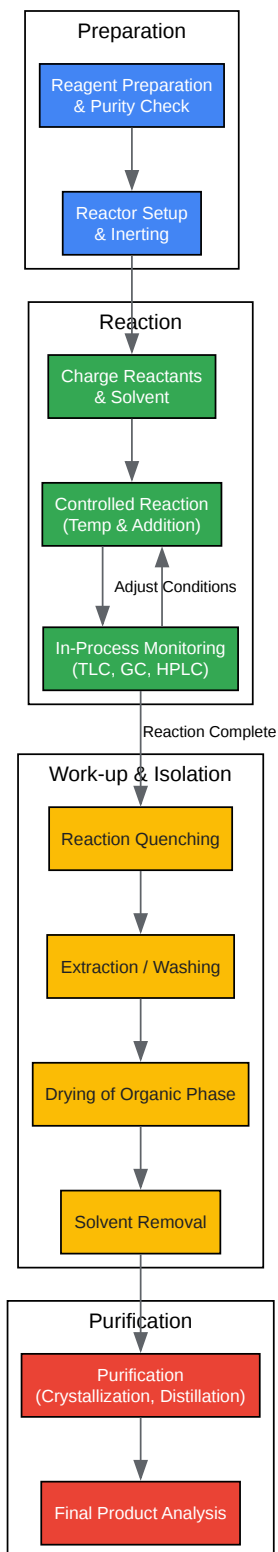 Preparation
Reagent Preparation
& Purity Check
Reactor Setup
& Inerting
Reaction
Charge Reactants
& Solvent
Controlled Reaction
(Temp & Addition)
Adjust Conditions
In-Process Monitoring
(TLC, GC, HPLC)
Reaction Complete
Work-up & Isolation
Reaction Quenching
Extraction / Washing
Drying of Organic Phase
Solvent Removal
Purification
Purification
(Crystallization, Distillation)
Final Product Analysis